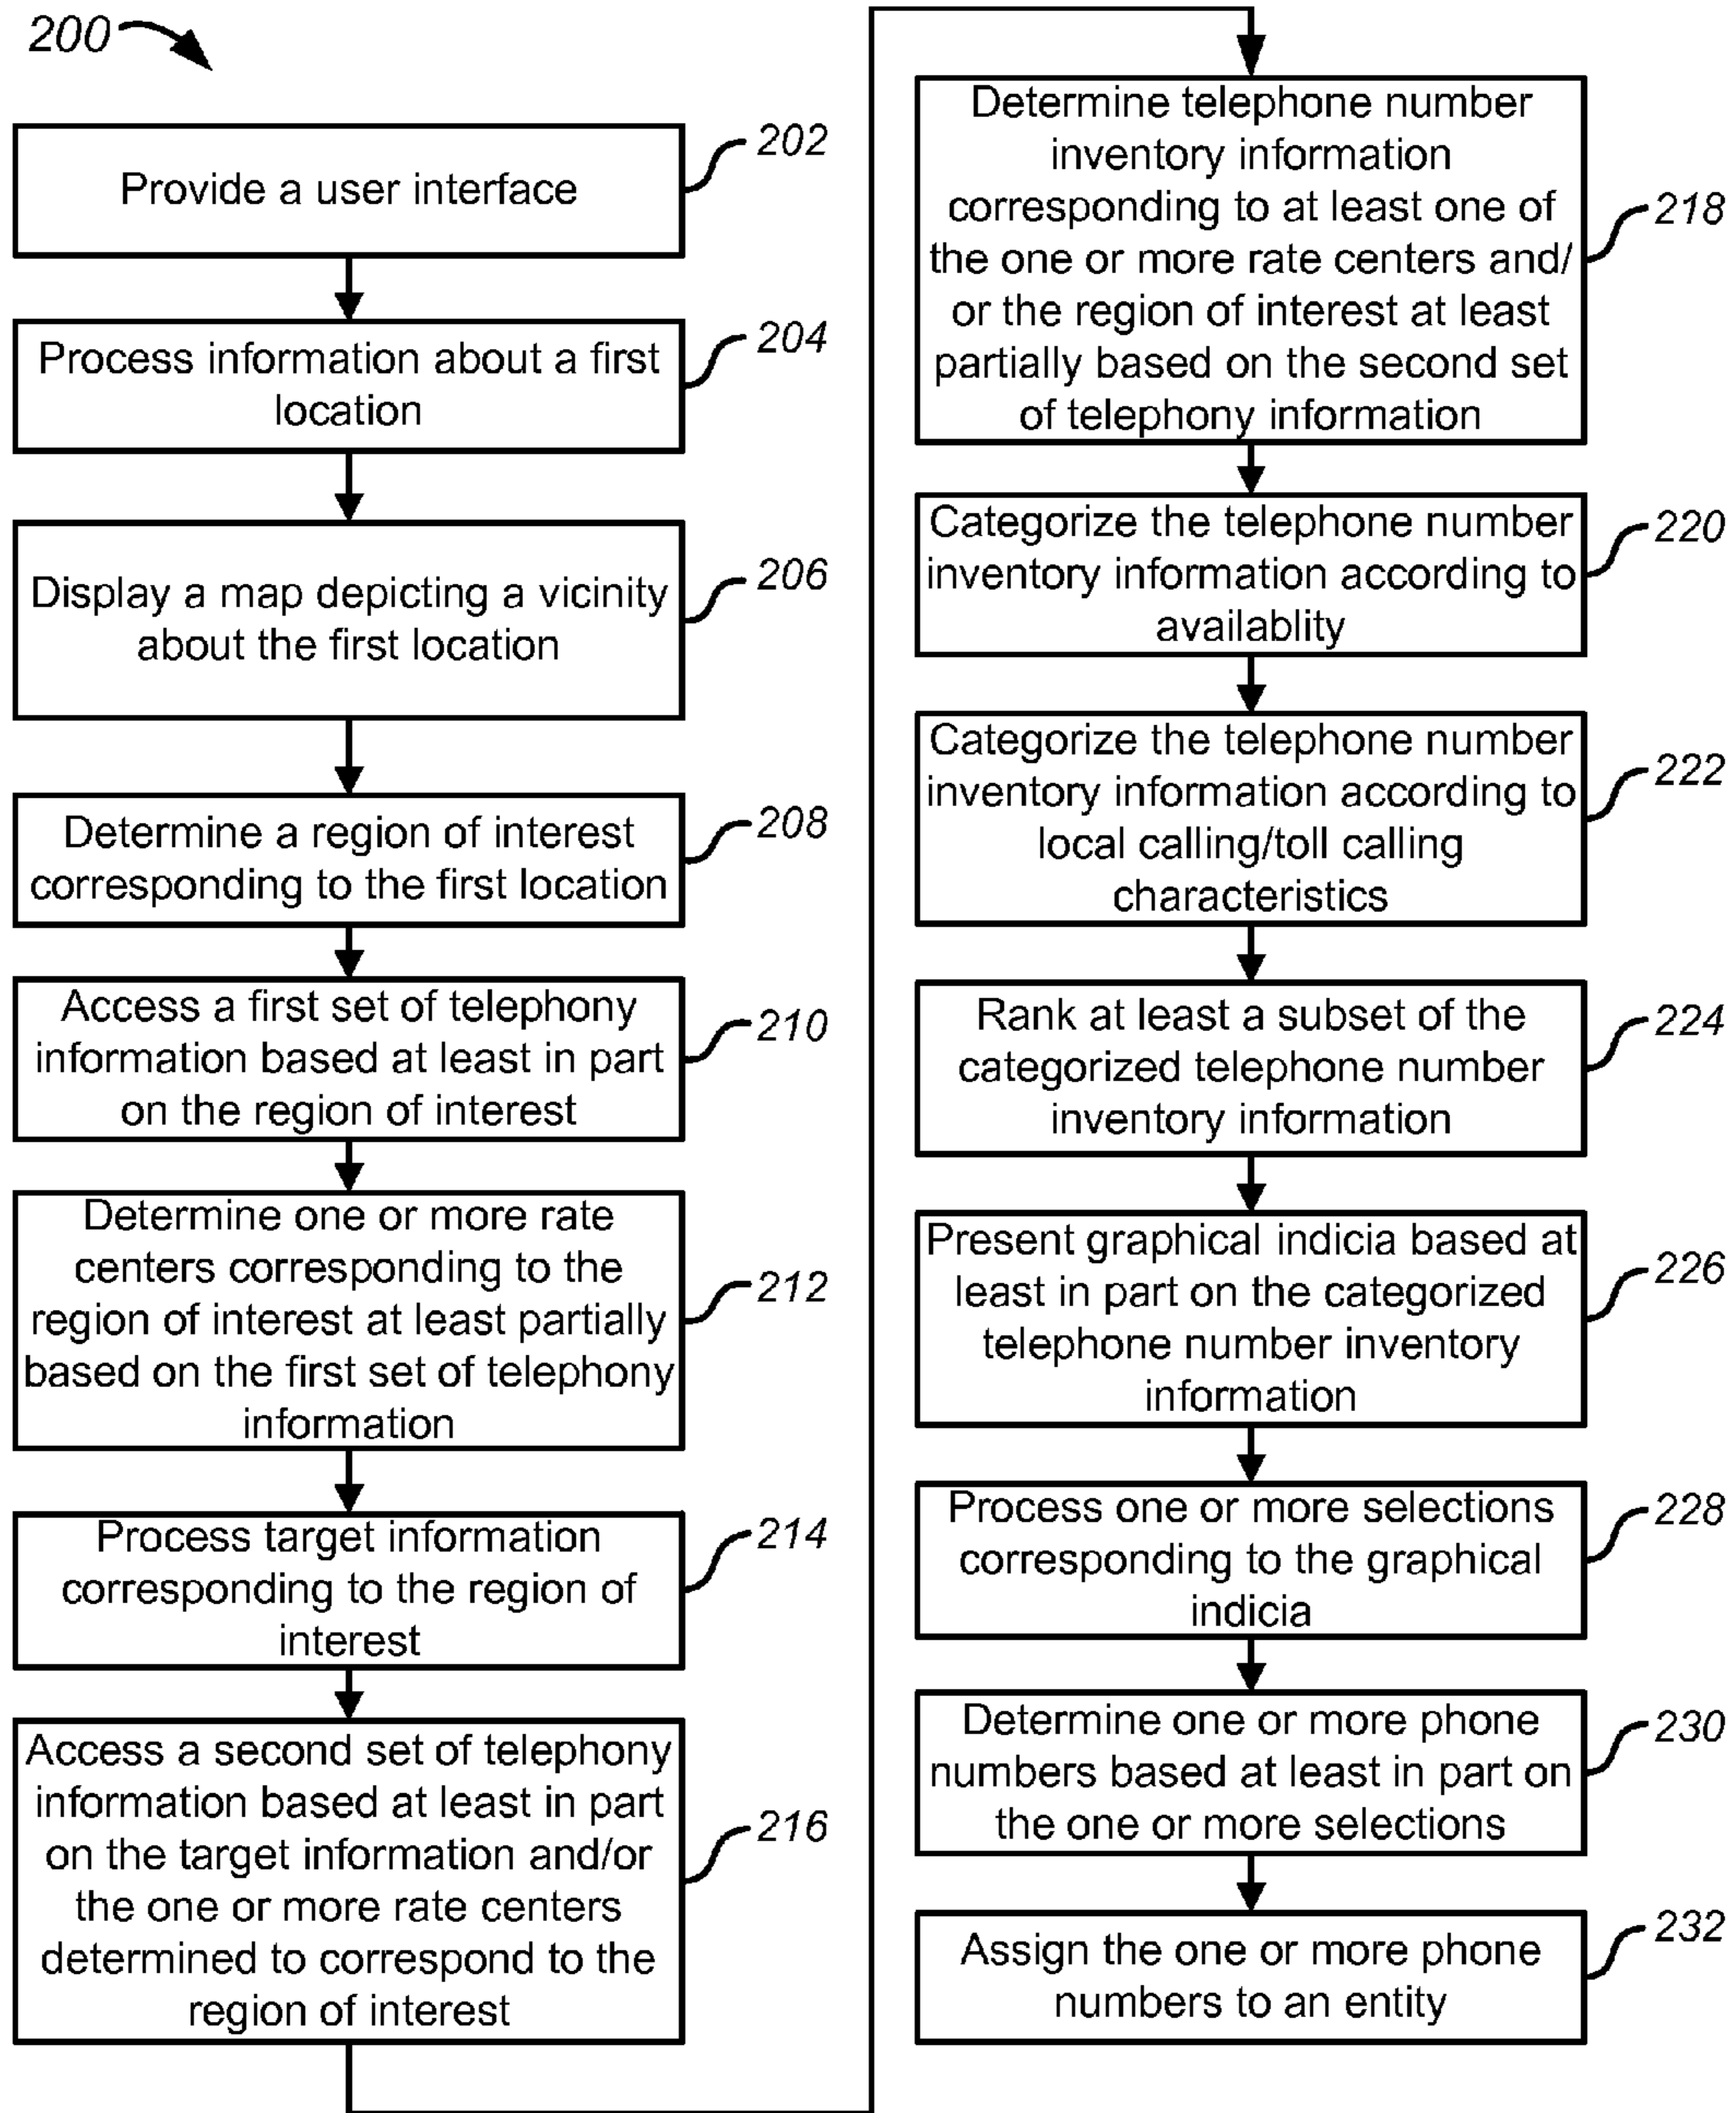 200
Provide a user interface
202
Process information about a first
location
204
Display a map depicting a vicinity
about the first location
206
Determine a region of interest
corresponding to the first location
208
Access a first set of telephony
information based at least in part
on the region of interest
210
Determine one or more rate
centers corresponding to the
region of interest at least partially
based on the first set of telephony
information
212
Process target information
corresponding to the region of
interest
214
Access a second set of telephony
information based at least in part
on the target information and/or
the one or more rate centers
determined to correspond to the
region of interest
216
Determine telephone number
inventory information
corresponding to at least one of
the one or more rate centers and/
or the region of interest at least
partially based on the second set
of telephony information
218
Categorize the telephone number
inventory information according to
availablity
220
Categorize the telephone number
inventory information according to
local calling/toll calling
characteristics
222
Rank at least a subset of the
categorized telephone number
inventory information
224
Present graphical indicia based at
least in part on the categorized
telephone number inventory
information
226
Process one or more selections
corresponding to the graphical
indicia
228
Determine one or more phone
numbers based at least in part on
the one or more selections
230
Assign the one or more phone
numbers to an entity
232